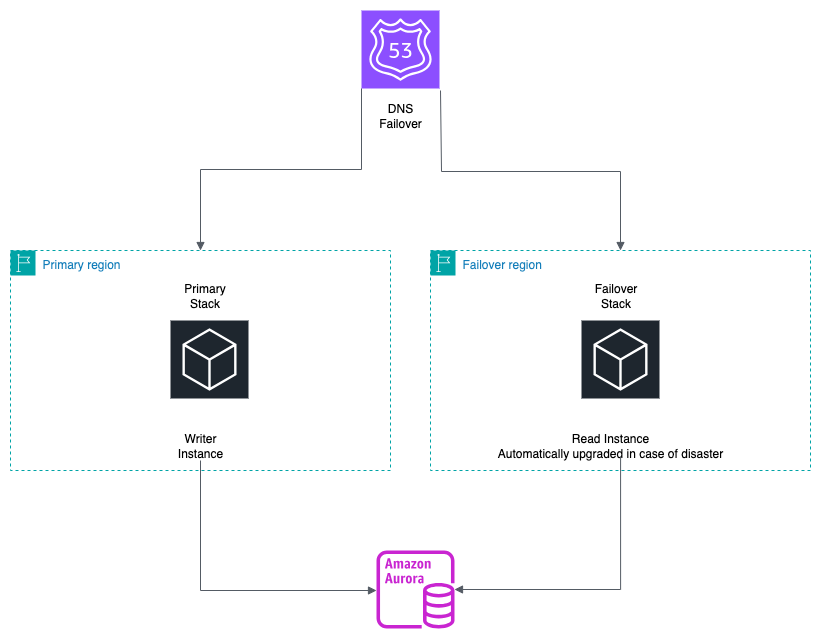 53
DNS
Failover
Primary region
Primary
Stack
Writer
Instance
Failover region
Failover
Stack
Read Instance
Automatically upgraded in case of disaster
Amazon
Aurora